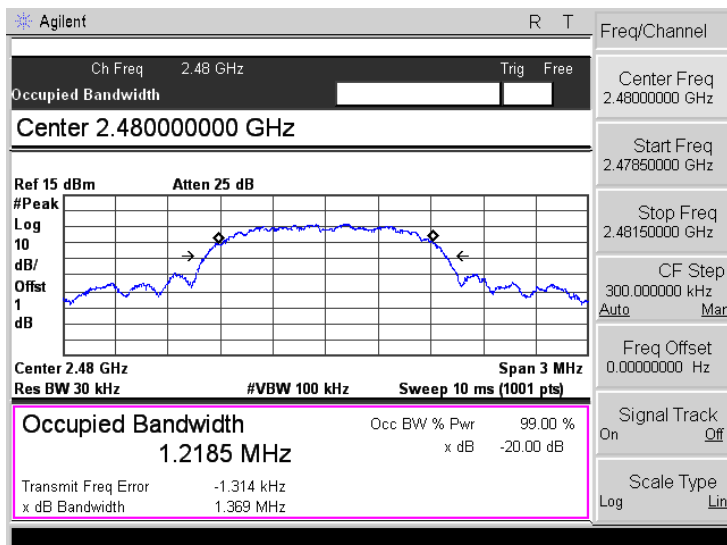 Agilent R T
Ch Freq 2.48 GHz Trig Free
Occupied Bandwidth
Center 2.480000000 GHz
Ref 15 dBm Atten 25 dB
#Peak
Log
10
dB/
Offst
1
dB
Center 2.48 GHz Span 3 MHz
Res BW 30 kHz #VBW 100 kHz Sweep 10 ms (1001 pts)
Occupied Bandwidth
1.2185 MHz
Occ BW % Pwr 99.00 %
x dB -20.00 dB
Transmit Freq Error -1.314 kHz
x dB Bandwidth 1.369 MHz
Freq/Channel
Center Freq
2.48000000 GHz
Start Freq
2.47850000 GHz
Stop Freq
2.48150000 GHz
CF Step
300.000000 kHz
Auto Man
Freq Offset
0.00000000 Hz
Signal Track
On Off
Scale Type
Log Lin